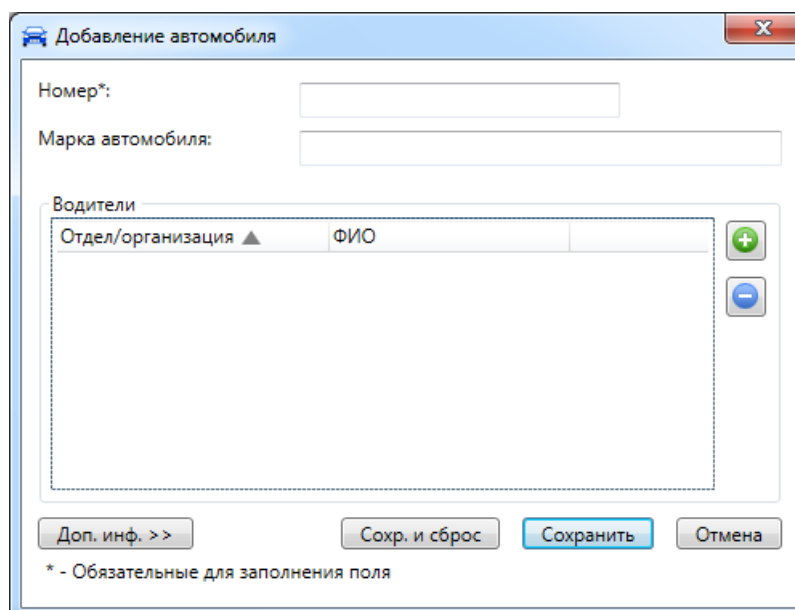 Добавление автомобиля
Номер*:
Марка автомобиля:
Водители
Отдел/организация ФИО
Доп. инф. >> Сохр. и сброс Сохранить Отмена
* - Обязательные для заполнения поля